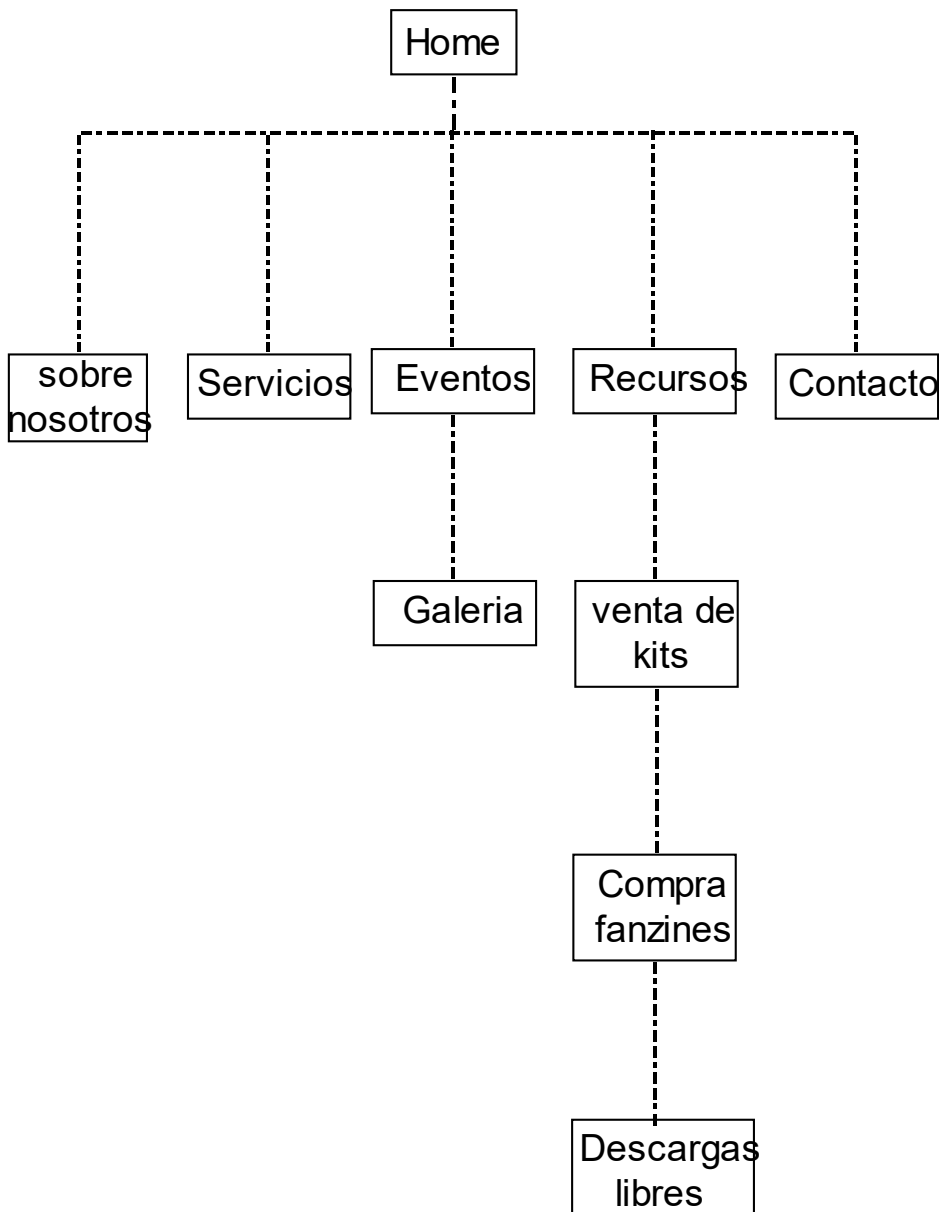 Home
sobre
nosotros
Servicios
Eventos
Recursos
Contacto
Galeria
venta de
kits
Compra
fanzines
Descargas
libres